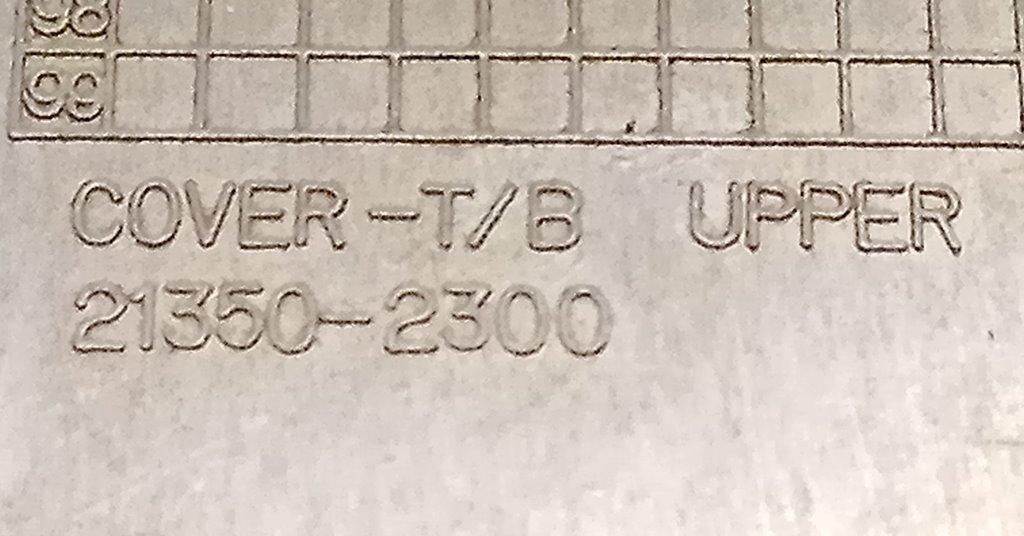 98
99
COVER-T/B UPPER
21350-2300